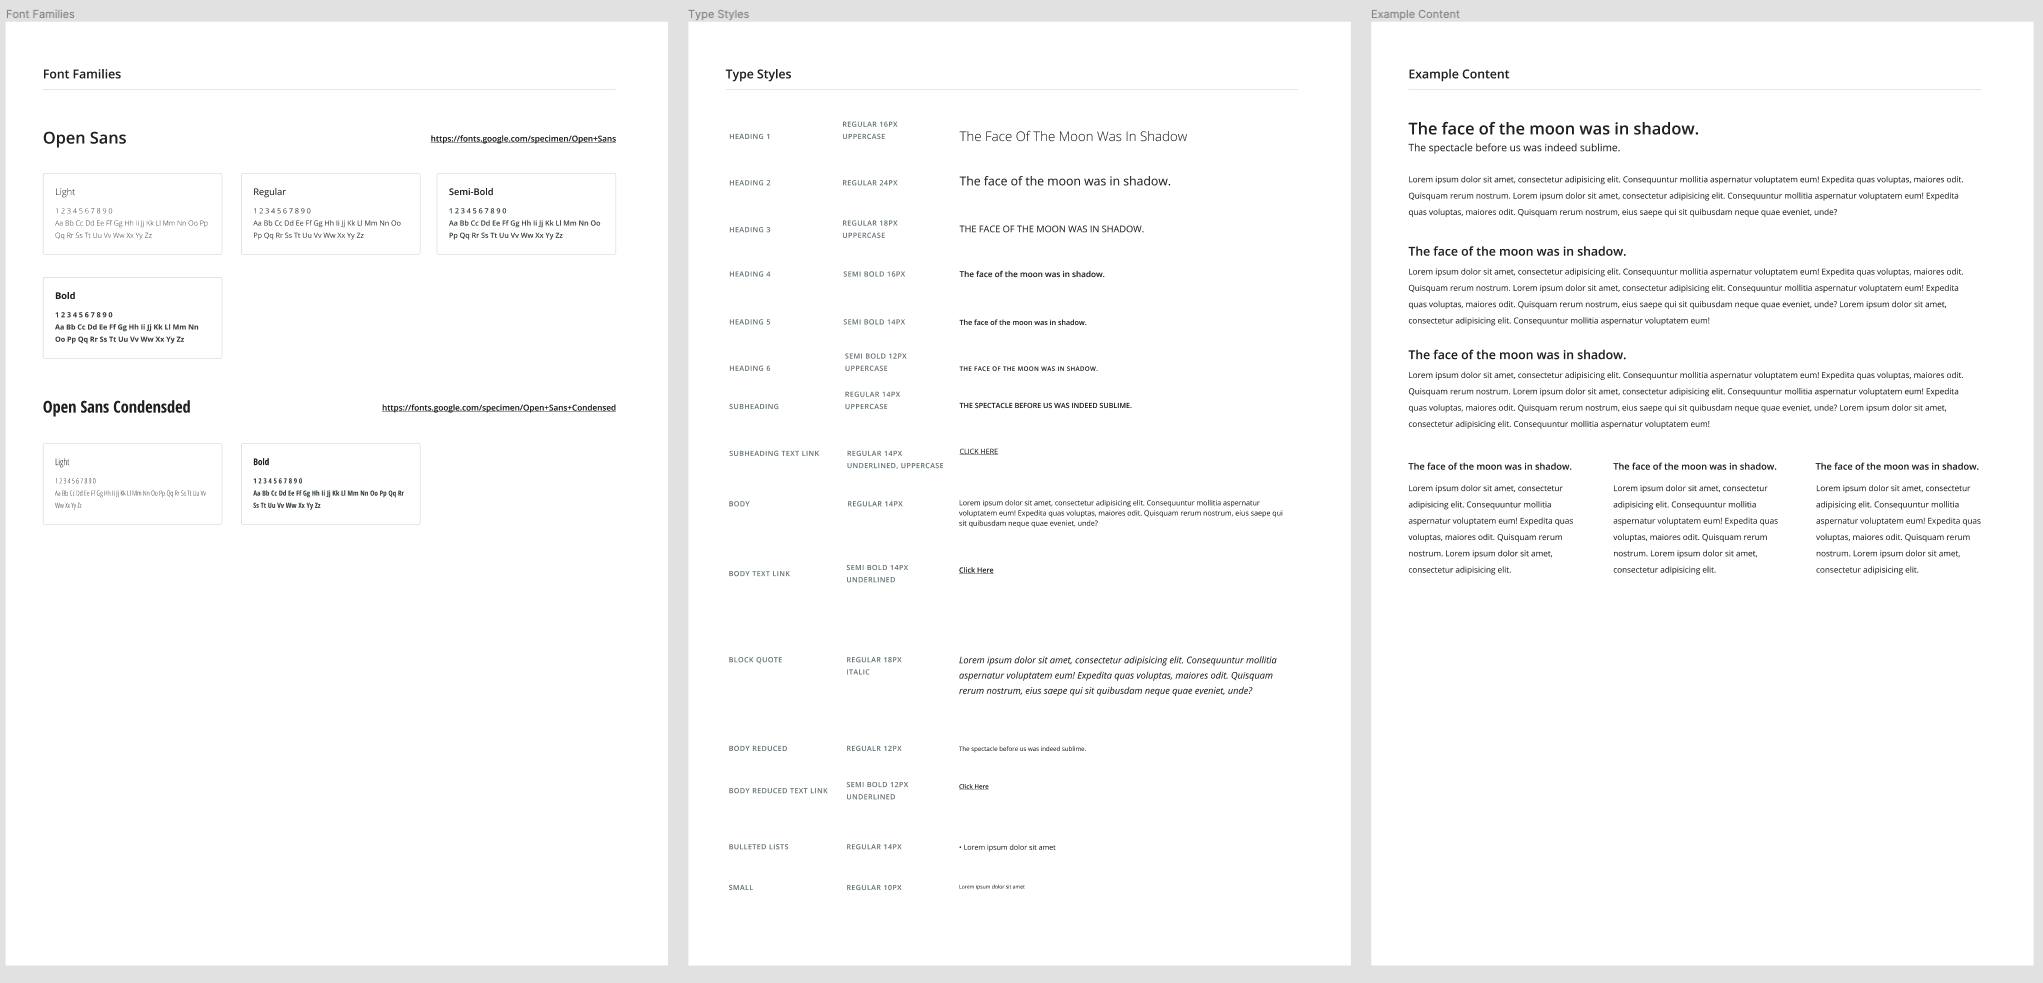 Font Families
Font Families
Open Sans
https://fonts.google.com/specimen/Open+Sans
Light
1 2 3 4 5 6 7 8 9 0
Aa Bb Cc Dd Ee Ff Gg Hh Ii Jj Kk Ll Mm Nn Oo Pp
Qq Rr Ss Tt Uu Vv Ww Xx Yy Zz
Regular
1 2 3 4 5 6 7 8 9 0
Aa Bb Cc Dd Ee Ff Gg Hh Ii Jj Kk Ll Mm Nn Oo
Pp Qq Rr Ss Tt Uu Vv Ww Xx Yy Zz
Semi-Bold
1 2 3 4 5 6 7 8 9 0
Aa Bb Cc Dd Ee Ff Gg Hh Ii Jj Kk Ll Mm Nn Oo
Pp Qq Rr Ss Tt Uu Vv Ww Xx Yy Zz
Bold
1 2 3 4 5 6 7 8 9 0
Aa Bb Cc Dd Ee Ff Gg Hh Ii Jj Kk Ll Mm Nn
Oo Pp Qq Rr Ss Tt Uu Vv Ww Xx Yy Zz
Open Sans Condensded
https://fonts.google.com/specimen/Open+Sans+Condensed
Light
1 2 3 4 5 6 7 8 9 0
Aa Bb Cc Dd Ee Ff Gg Hh Ii Jj Kk Ll Mm Nn Oo Pp Qq Rr Ss Tt Uu Vv
Ww Xx Yy Zz
Bold
1 2 3 4 5 6 7 8 9 0
Aa Bb Cc Dd Ee Ff Gg Hh Ii Jj Kk Ll Mm Nn Oo Pp Qq Rr
Ss Tt Uu Vv Ww Xx Yy Zz
Type Styles
Type Styles
HEADING 1
REGULAR 16PX
UPPERCASE
The Face Of The Moon Was In Shadow
HEADING 2
REGULAR 24PX
The face of the moon was in shadow.
HEADING 3
REGULAR 18PX
UPPERCASE
THE FACE OF THE MOON WAS IN SHADOW.
HEADING 4
SEMI BOLD 16PX
The face of the moon was in shadow.
HEADING 5
SEMI BOLD 14PX
The face of the moon was in shadow.
HEADING 6
SEMI BOLD 12PX
UPPERCASE
THE FACE OF THE MOON WAS IN SHADOW.
SUBHEADING
REGULAR 14PX
UPPERCASE
THE SPECTACLE BEFORE US WAS INDEED SUBLIME.
SUBHEADING TEXT LINK
REGULAR 14PX
UNDERLINED, UPPERCASE
CLICK HERE
BODY
REGULAR 14PX
Lorem ipsum dolor sit amet, consectetur adipisicing elit. Consequuntur mollitia aspernatur
voluptatem eum! Expedita quas voluptas, maiores odit. Quisquam rerum nostrum, eius saepe qui
sit quibusdam neque quae eveniet, unde?
BODY TEXT LINK
SEMI BOLD 14PX
UNDERLINED
Click Here
BLOCK QUOTE
REGULAR 18PX
ITALIC
Lorem ipsum dolor sit amet, consectetur adipisicing elit. Consequuntur mollitia
aspernatur voluptatem eum! Expedita quas voluptas, maiores odit. Quisquam
rerum nostrum, eius saepe qui sit quibusdam neque quae eveniet, unde?
BODY REDUCED
REGUALR 12PX
The spectacle before us was indeed sublime.
BODY REDUCED TEXT LINK
SEMI BOLD 12PX
UNDERLINED
Click Here
BULLETED LISTS
REGULAR 14PX
• Lorem ipsum dolor sit amet
SMALL
REGULAR 10PX
Lorem ipsum dolor sit amet
Example Content
Example Content
The face of the moon was in shadow.
The spectacle before us was indeed sublime.
Lorem ipsum dolor sit amet, consectetur adipisicing elit. Consequuntur mollitia aspernatur voluptatem eum! Expedita quas voluptas, maiores odit.
Quisquam rerum nostrum. Lorem ipsum dolor sit amet, consectetur adipisicing elit. Consequuntur mollitia aspernatur voluptatem eum! Expedita
quas voluptas, maiores odit. Quisquam rerum nostrum, eius saepe qui sit quibusdam neque quae eveniet, unde?
The face of the moon was in shadow.
Lorem ipsum dolor sit amet, consectetur adipisicing elit. Consequuntur mollitia aspernatur voluptatem eum! Expedita quas voluptas, maiores odit.
Quisquam rerum nostrum. Lorem ipsum dolor sit amet, consectetur adipisicing elit. Consequuntur mollitia aspernatur voluptatem eum! Expedita
quas voluptas, maiores odit. Quisquam rerum nostrum, eius saepe qui sit quibusdam neque quae eveniet, unde? Lorem ipsum dolor sit amet,
consectetur adipisicing elit. Consequuntur mollitia aspernatur voluptatem eum!
The face of the moon was in shadow.
Lorem ipsum dolor sit amet, consectetur adipisicing elit. Consequuntur mollitia aspernatur voluptatem eum! Expedita quas voluptas, maiores odit.
Quisquam rerum nostrum. Lorem ipsum dolor sit amet, consectetur adipisicing elit. Consequuntur mollitia aspernatur voluptatem eum! Expedita
quas voluptas, maiores odit. Quisquam rerum nostrum, eius saepe qui sit quibusdam neque quae eveniet, unde? Lorem ipsum dolor sit amet,
consectetur adipisicing elit. Consequuntur mollitia aspernatur voluptatem eum!
The face of the moon was in shadow.
Lorem ipsum dolor sit amet, consectetur
adipisicing elit. Consequuntur mollitia
aspernatur voluptatem eum! Expedita quas
voluptas, maiores odit. Quisquam rerum
nostrum. Lorem ipsum dolor sit amet,
consectetur adipisicing elit.
The face of the moon was in shadow.
Lorem ipsum dolor sit amet, consectetur
adipisicing elit. Consequuntur mollitia
aspernatur voluptatem eum! Expedita quas
voluptas, maiores odit. Quisquam rerum
nostrum. Lorem ipsum dolor sit amet,
consectetur adipisicing elit.
The face of the moon was in shadow.
Lorem ipsum dolor sit amet, consectetur
adipisicing elit. Consequuntur mollitia
aspernatur voluptatem eum! Expedita quas
voluptas, maiores odit. Quisquam rerum
nostrum. Lorem ipsum dolor sit amet,
consectetur adipisicing elit.